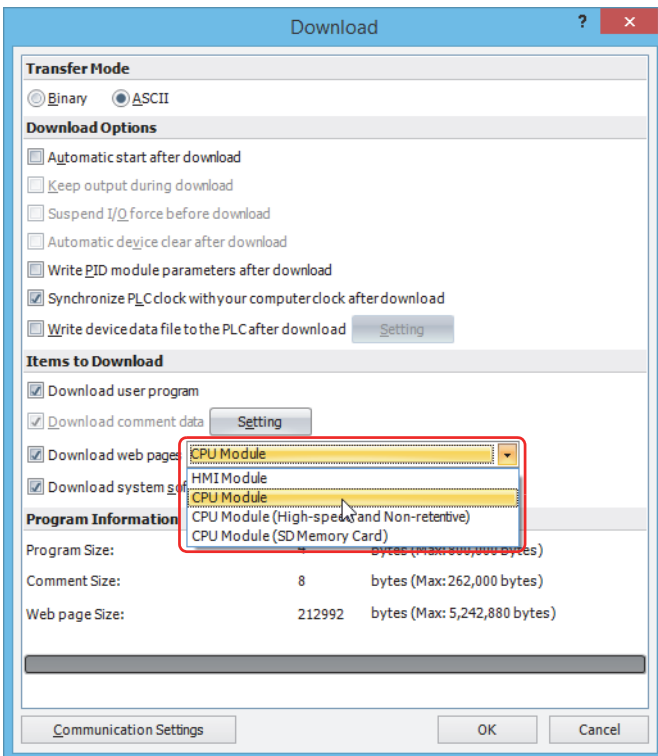 Download ? ×
Transfer Mode
Binary ASCII
Download Options
Automatic start after download
Keep output during download
Suspend I/O force before download
Automatic device clear after download
Write PID module parameters after download
Synchronize PLC clock with your computer clock after download
Write device data file to the PLC after download Setting
Items to Download
Download user program
Download comment data Setting
Download web pages CPU Module
HMI Module
Download system
CPU Module
CPU Module (High-speed and Non-retentive)
CPU Module (SD Memory Card)
Program Information
Program Size: 4 bytes (Max: 800,000 bytes)
Comment Size: 8 bytes (Max: 262,000 bytes)
Web page Size: 212992 bytes (Max: 5,242,880 bytes)
Communication Settings OK Cancel